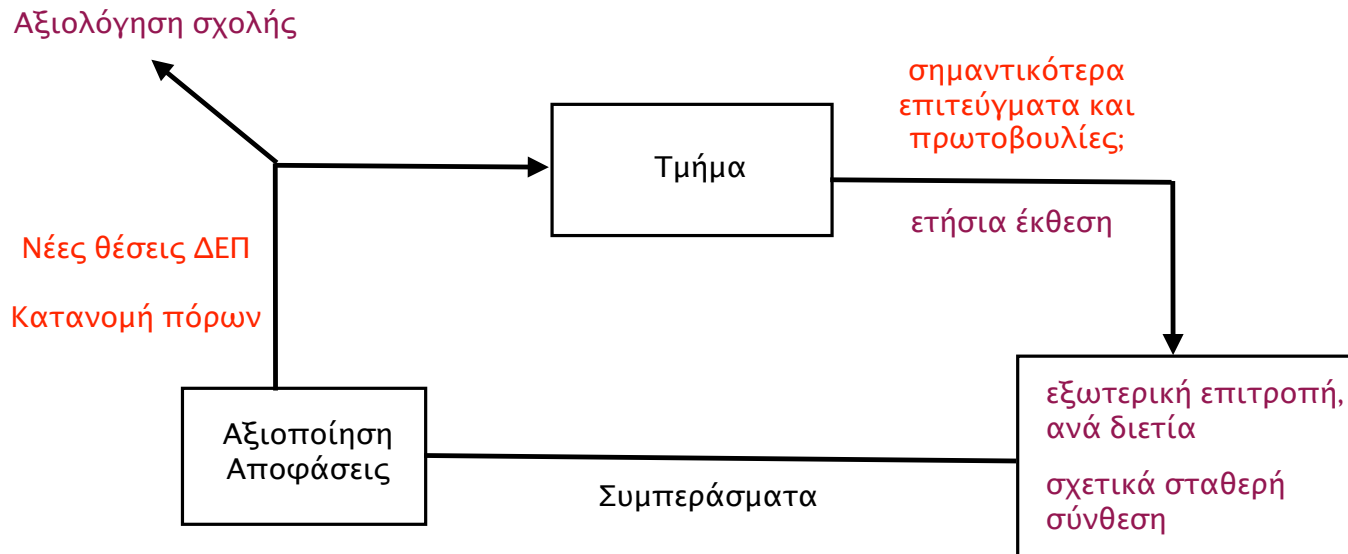 Αξιολόγηση σχολής
σημαντικότερα
επιτεύγματα και
πρωτοβουλίες;
Τμήμα
ετήσια έκθεση
Νέες θέσεις ΔΕΠ
Κατανομή πόρων
εξωτερική επιτροπή,
ανά διετία
σχετικά σταθερή
σύνθεση
Αξιοποίηση
Αποφάσεις
Συμπεράσματα